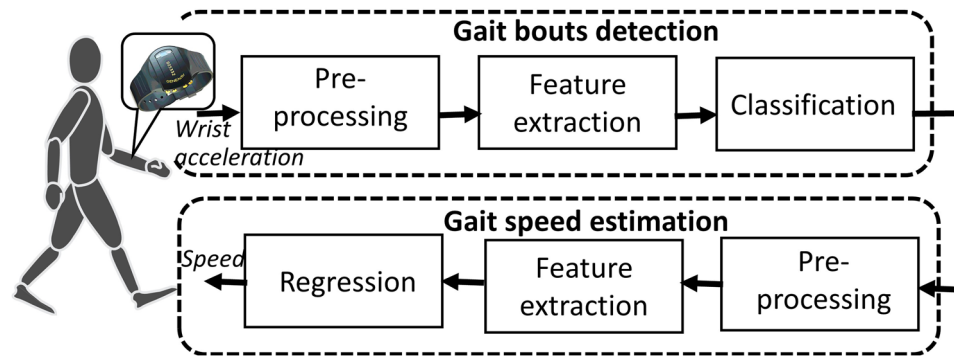 Gait bouts detection
Pre-
processing
Feature
extraction
Classification
Wrist
acceleration
Gait speed estimation
Speed
Regression
Feature
extraction
Pre-
processing